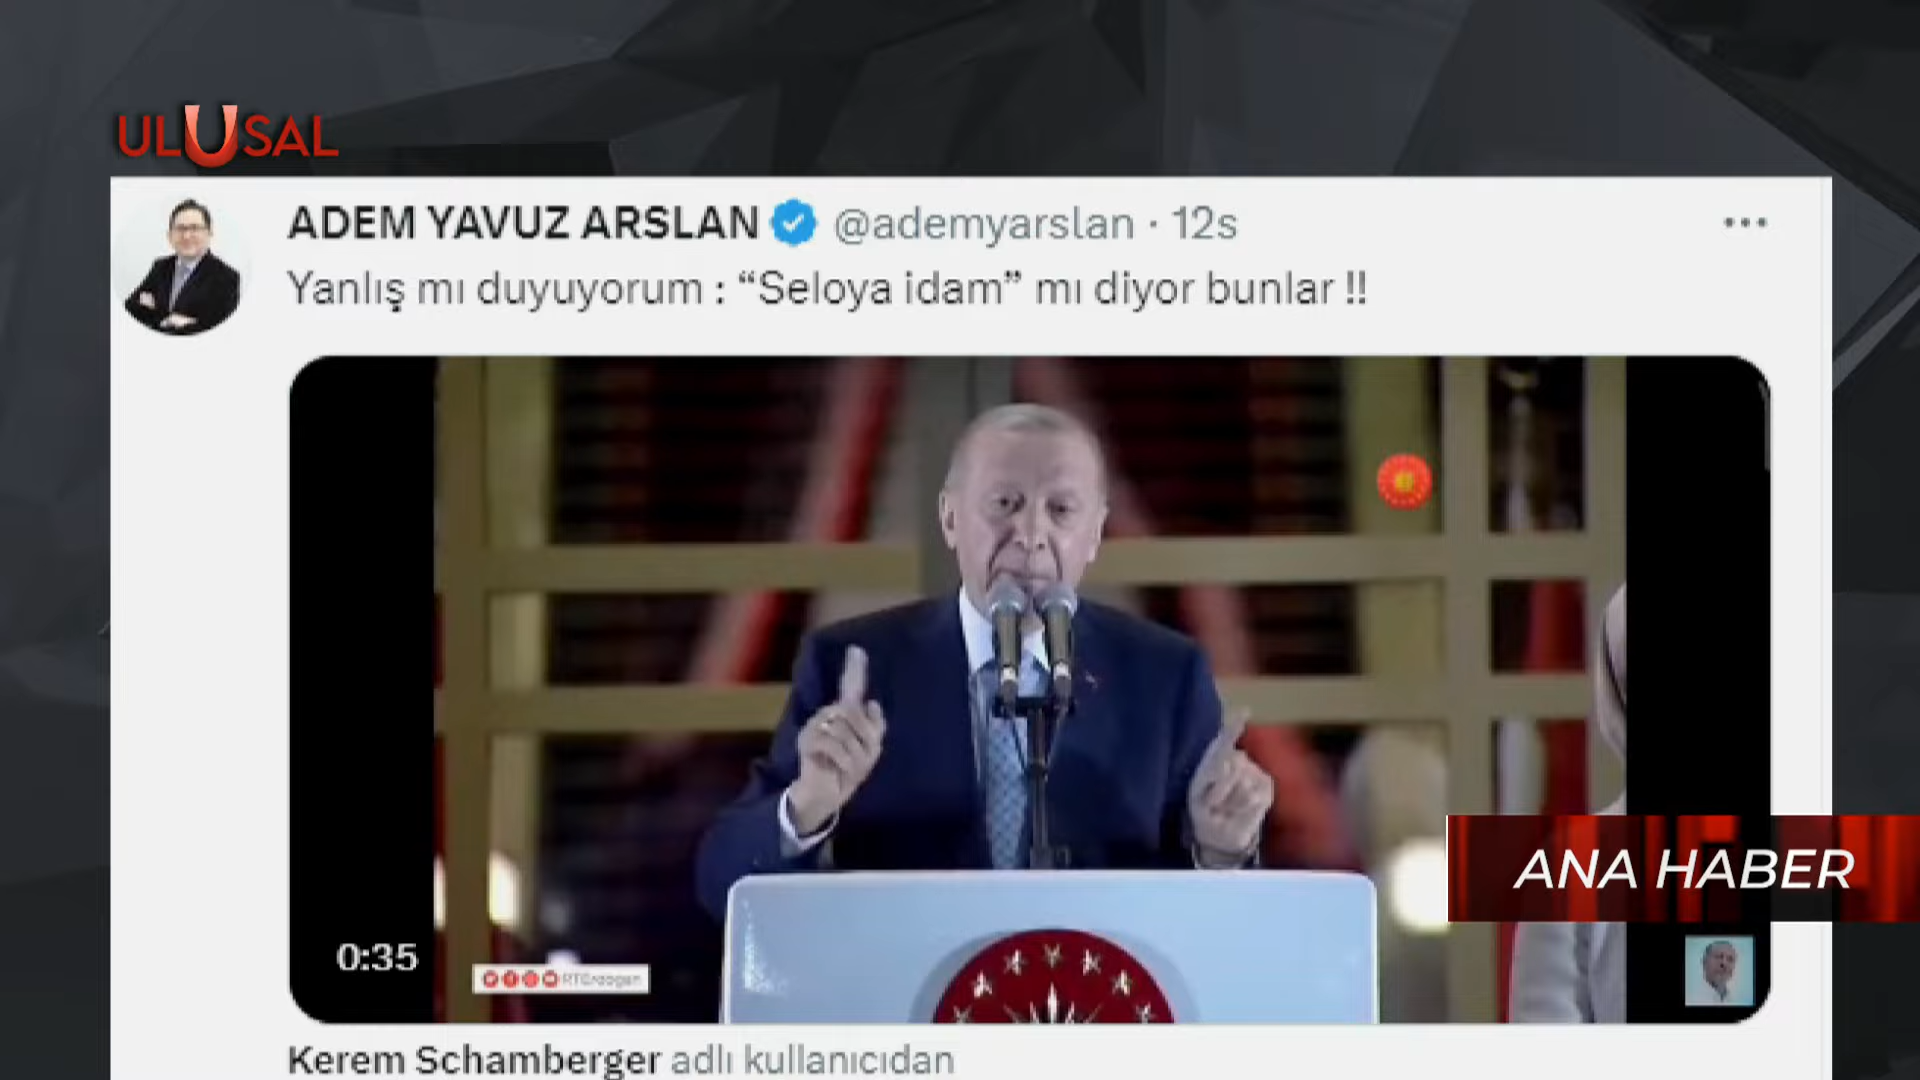 ULUSAL
ADEM YAVUZ ARSLAN @ademyarslan · 12s
Yanlış mı duyuyorum : “Seloya idam” mı diyor bunlar !!
ANA HABER
0:35
RTErdogan
Kerem Schamberger adlı kullanıcıdan